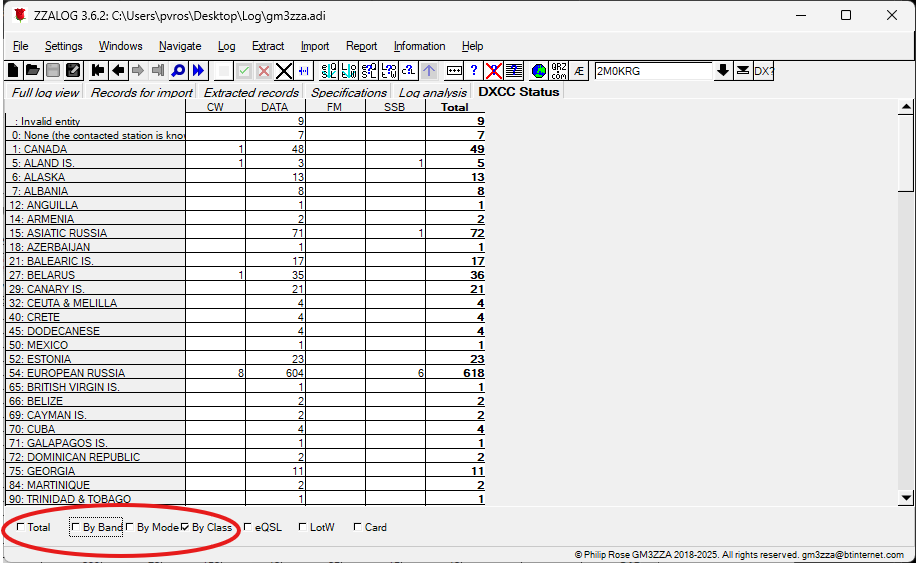 ZZALOG 3.6.2: C:\Users\pvros\Desktop\Log\gm3zza.adi
File Settings Windows Navigate Log Extract Import Report Information Help
2M0KRG DX?
Full log view Records for import Extracted records Specifications Log analysis DXCC Status
CW DATA FM SSB Total
: Invalid entity 9 9
0: None (the contacted station is know 7 7
1: CANADA 1 48 49
5: ALAND IS. 1 3 1 5
6: ALASKA 13 13
7: ALBANIA 8 8
12: ANGUILLA 1 1
14: ARMENIA 2 2
15: ASIATIC RUSSIA 71 1 72
18: AZERBAIJAN 1 1
21: BALEARIC IS. 17 17
27: BELARUS 1 35 36
29: CANARY IS. 21 21
32: CEUTA & MELILLA 4 4
40: CRETE 4 4
45: DODECANESE 4 4
50: MEXICO 1 1
52: ESTONIA 23 23
54: EUROPEAN RUSSIA 8 604 6 618
65: BRITISH VIRGIN IS. 1 1
66: BELIZE 2 2
69: CAYMAN IS. 2 2
70: CUBA 4 4
71: GALAPAGOS IS. 1 1
72: DOMINICAN REPUBLIC 2 2
75: GEORGIA 11 11
84: MARTINIQUE 2 2
90: TRINIDAD & TOBAGO 1 1
Total By Band By Mode By Class eQSL LotW Card
© Philip Rose GM3ZZA 2018-2025. All rights reserved. gm3zza@btinternet.com